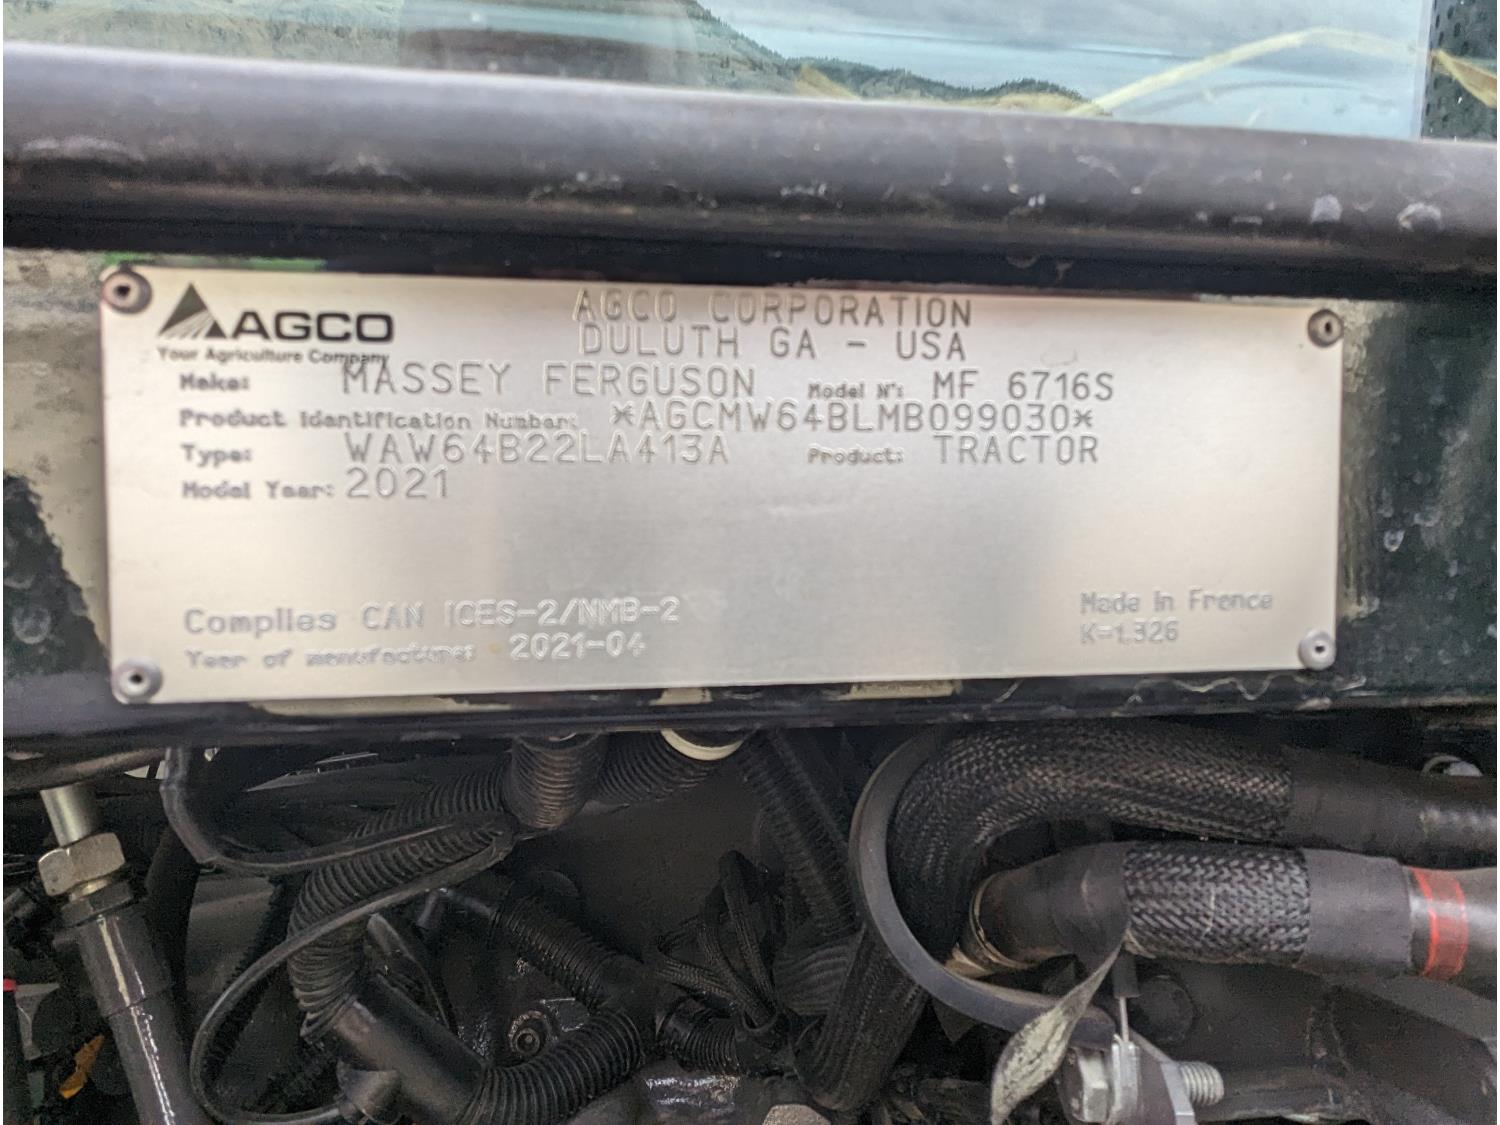 AGCO
Your Agriculture Company
AGCO CORPORATION
DULUTH GA - USA
Make: MASSEY FERGUSON Model N°: MF 6716S
Product Identification Number: *AGCMW64BLMB099030*
Type: WAW64B22LA413A Product: TRACTOR
Model Year: 2021
Complies CAN ICES-2/NMB-2
Year of manufacture: 2021-04
Made in France
K=1.326